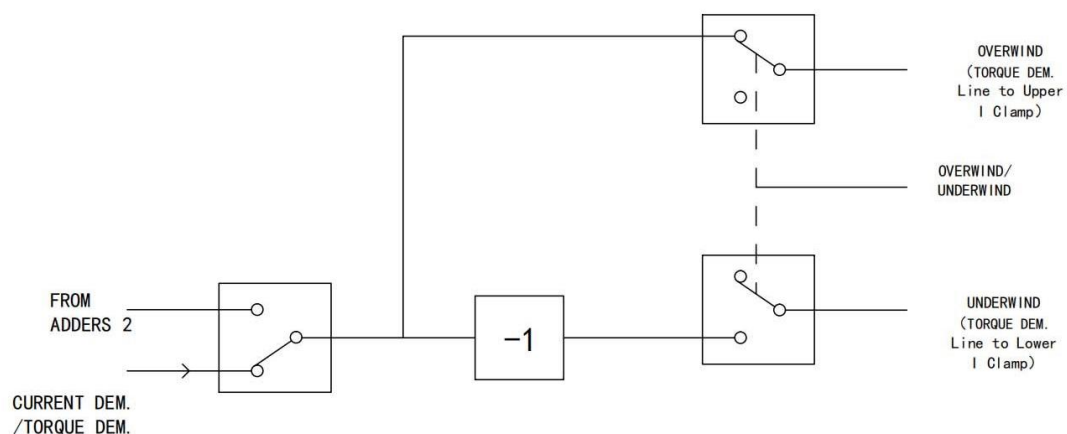 OVERWIND
(TORQUE DEM.
Line to Upper
I Clamp)
OVERWIND/
UNDERWIND
FROM
ADDERS 2
-1
UNDERWIND
(TORQUE DEM.
Line to Lower
I Clamp)
CURRENT DEM.
/TORQUE DEM.